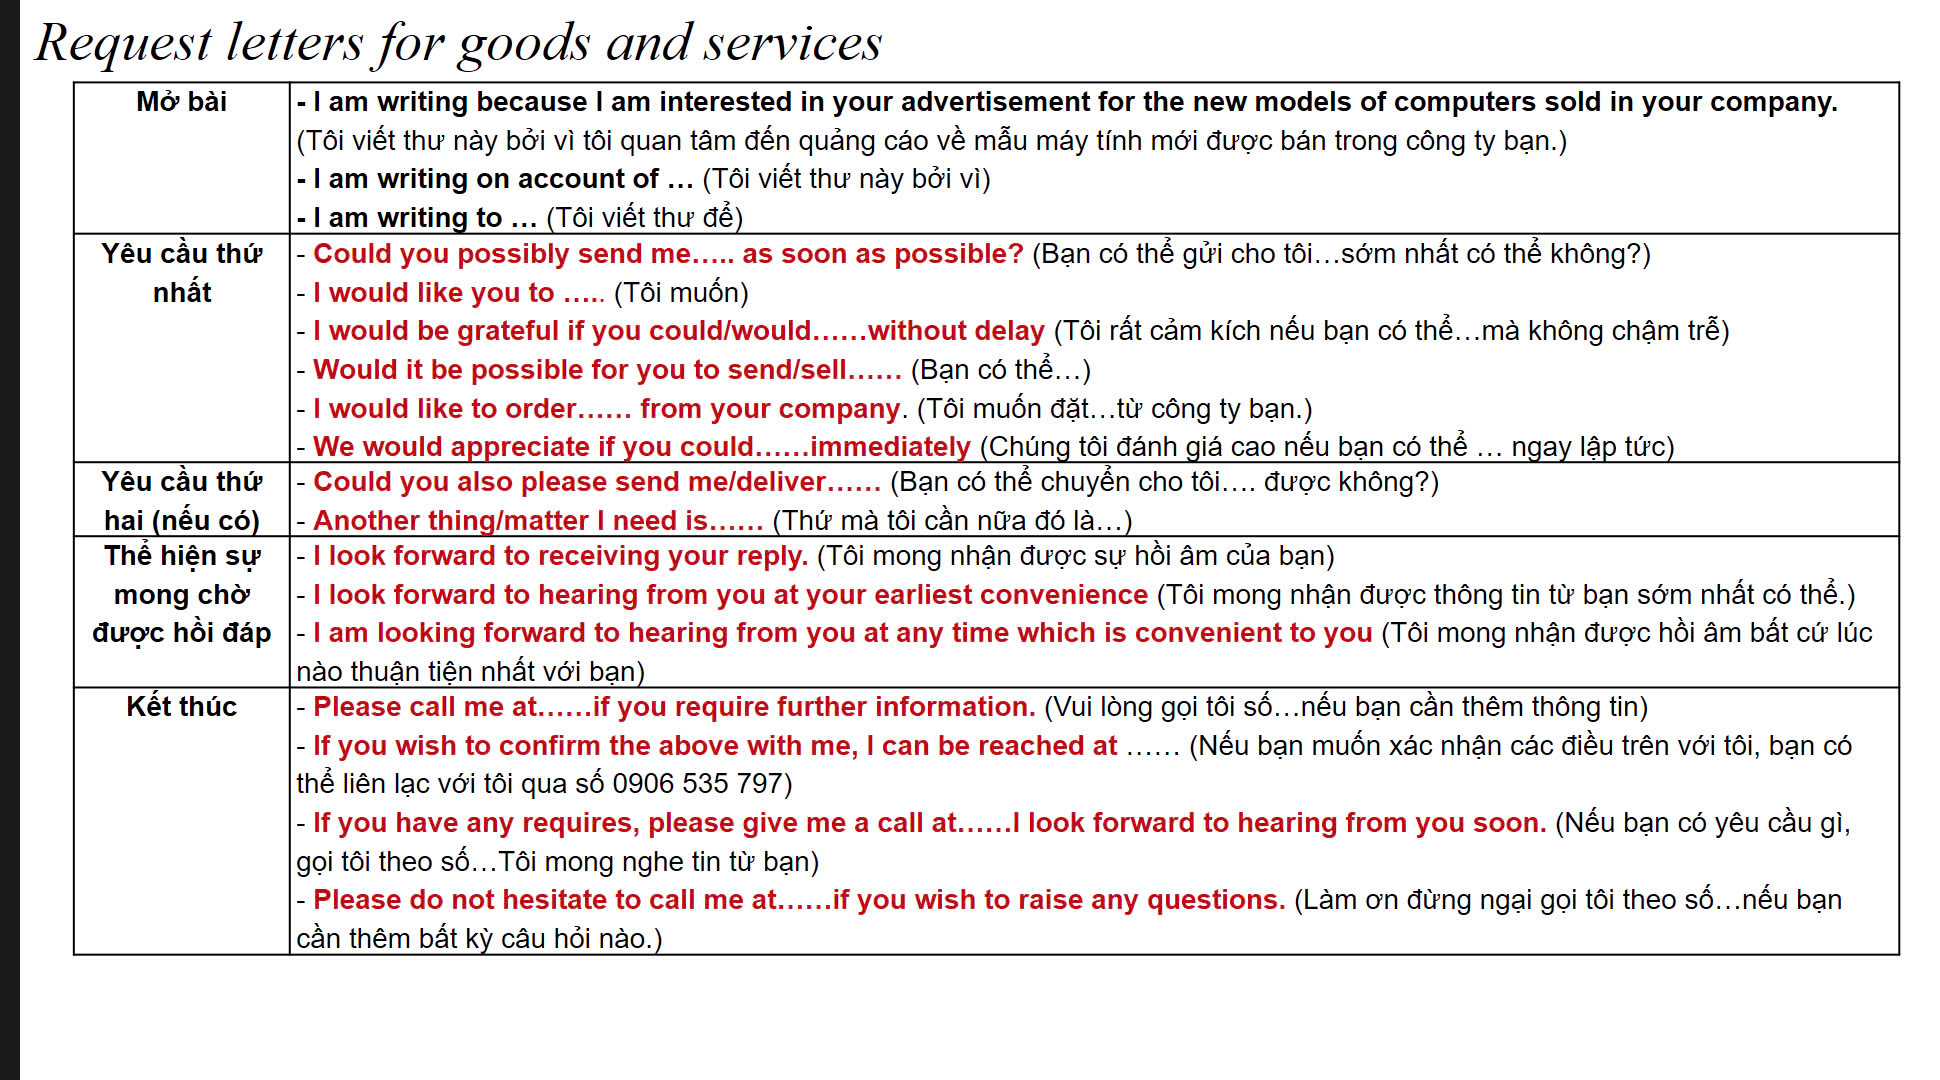 Request letters for goods and services
Mở bài
- I am writing because I am interested in your advertisement for the new models of computers sold in your company.
(Tôi viết thư này bởi vì tôi quan tâm đến quảng cáo về mẫu máy tính mới được bán trong công ty bạn.)
- I am writing on account of … (Tôi viết thư này bởi vì)
- I am writing to … (Tôi viết thư để)
Yêu cầu thứ
nhất
- Could you possibly send me….. as soon as possible? (Bạn có thể gửi cho tôi…sớm nhất có thể không?)
- I would like you to ….. (Tôi muốn)
- I would be grateful if you could/would……without delay (Tôi rất cảm kích nếu bạn có thể…mà không chậm trễ)
- Would it be possible for you to send/sell…… (Bạn có thể…)
- I would like to order…… from your company. (Tôi muốn đặt…từ công ty bạn.)
- We would appreciate if you could……immediately (Chúng tôi đánh giá cao nếu bạn có thể … ngay lập tức)
Yêu cầu thứ
hai (nếu có)
- Could you also please send me/deliver…… (Bạn có thể chuyển cho tôi…. được không?)
- Another thing/matter I need is…… (Thứ mà tôi cần nữa đó là…)
Thể hiện sự
mong chờ
được hồi đáp
- I look forward to receiving your reply. (Tôi mong nhận được sự hồi âm của bạn)
- I look forward to hearing from you at your earliest convenience (Tôi mong nhận được thông tin từ bạn sớm nhất có thể.)
- I am looking forward to hearing from you at any time which is convenient to you (Tôi mong nhận được hồi âm bất cứ lúc
nào thuận tiện nhất với bạn)
Kết thúc
- Please call me at……if you require further information. (Vui lòng gọi tôi số…nếu bạn cần thêm thông tin)
- If you wish to confirm the above with me, I can be reached at …… (Nếu bạn muốn xác nhận các điều trên với tôi, bạn có
thể liên lạc với tôi qua số 0906 535 797)
- If you have any requires, please give me a call at……I look forward to hearing from you soon. (Nếu bạn có yêu cầu gì,
gọi tôi theo số…Tôi mong nghe tin từ bạn)
- Please do not hesitate to call me at……if you wish to raise any questions. (Làm ơn đừng ngại gọi tôi theo số…nếu bạn
cần thêm bất kỳ câu hỏi nào.)